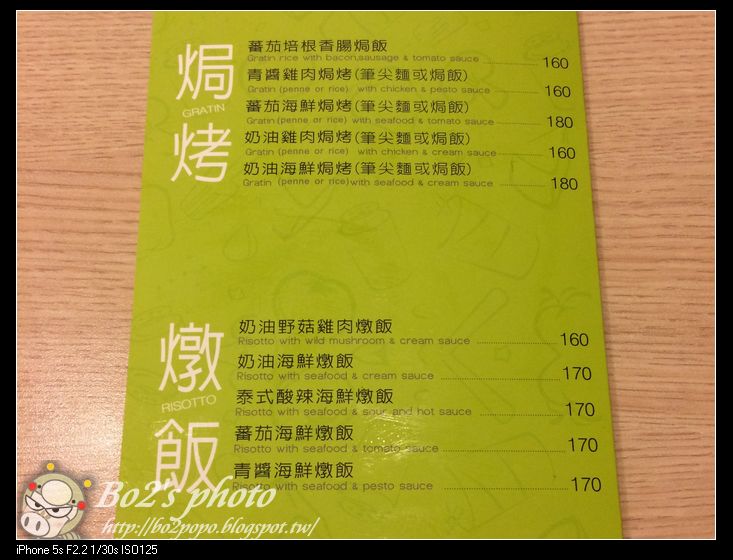 焗烤
GRATIN
蕃茄培根香腸焗飯
Gratin rice with bacon,sausage & tomato sauce 160
青醬雞肉焗烤(筆尖麵或焗飯)
Gratin (penne or rice) with chicken & pesto sauce 160
蕃茄海鮮焗烤(筆尖麵或焗飯)
Gratin (penne or rice) with seafood & tomato sauce 180
奶油雞肉焗烤(筆尖麵或焗飯)
Gratin (penne or rice) with chicken & cream sauce 160
奶油海鮮焗烤(筆尖麵或焗飯)
Gratin (penne or rice)with seafood & cream sauce 180
燉飯
RISOTTO
奶油野菇雞肉燉飯
Risotto with wild mushroom & cream sauce 160
奶油海鮮燉飯
Risotto with seafood & cream sauce 170
泰式酸辣海鮮燉飯
Risotto with seafood & sour and hot sauce 170
蕃茄海鮮燉飯
Risotto with seafood & tomato sauce 170
青醬海鮮燉飯
Risotto with seafood & pesto sauce 170
Bo2's photo
http://bo2popo.blogspot.tw/
iPhone 5s F2.2 1/30s ISO125